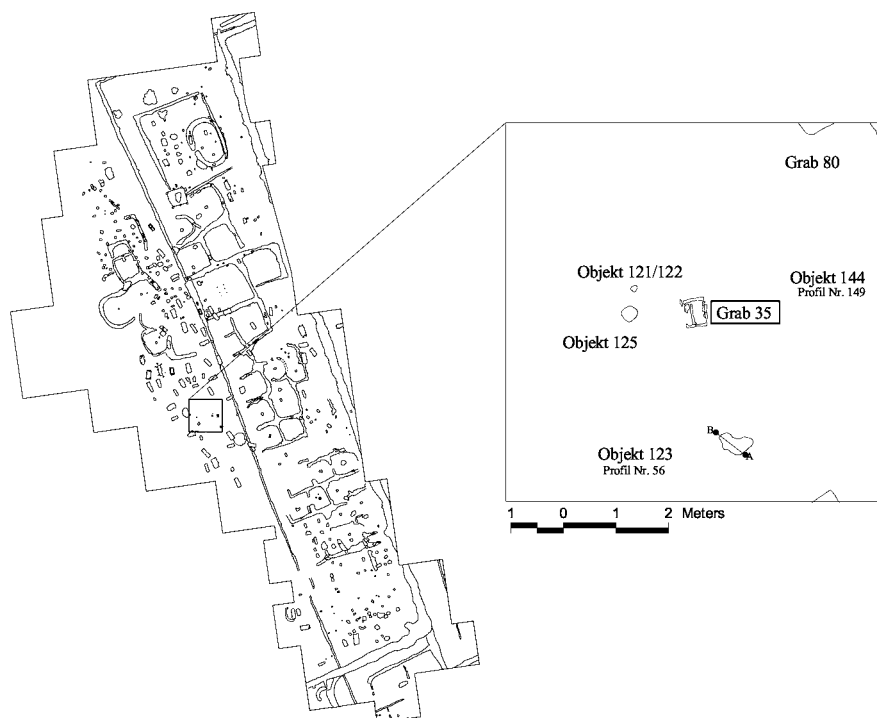 Grab 80
Objekt 121/122
Objekt 144
Profil Nr. 149
Grab 35
Objekt 125
B
Objekt 123
A
Profil Nr. 56
1 0 1 2 Meters